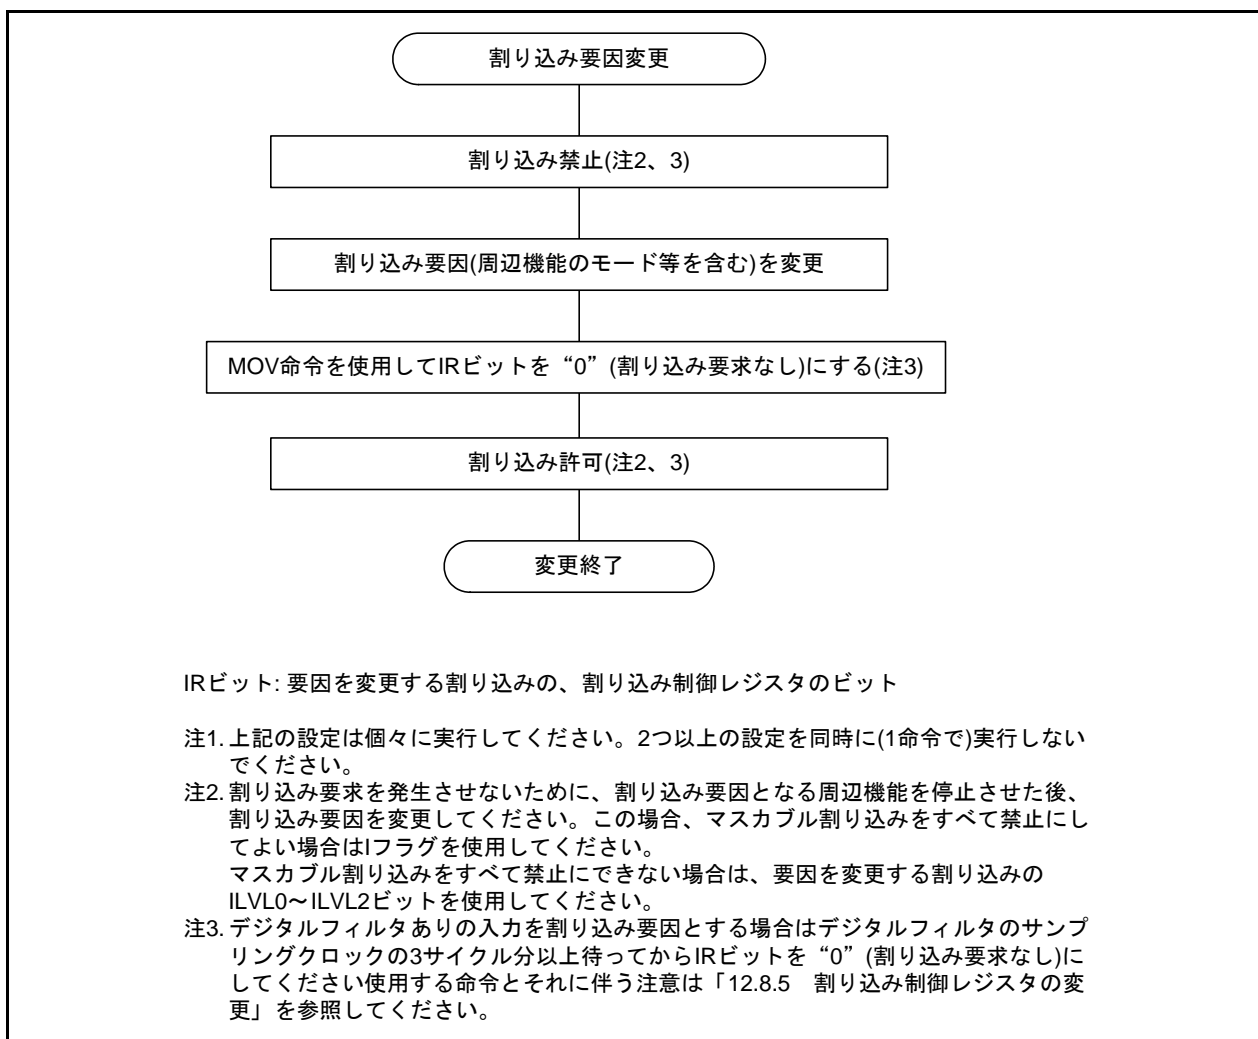 割り込み要因変更
割り込み禁止(注2、3)
割り込み要因(周辺機能のモード等を含む)を変更
MOV命令を使用してIRビットを“0”(割り込み要求なし)にする(注3)
割り込み許可(注2、3)
変更終了
IRビット: 要因を変更する割り込みの、割り込み制御レジスタのビット
注1. 上記の設定は個々に実行してください。2つ以上の設定を同時に(1命令で)実行しない
でください。
注2. 割り込み要求を発生させないために、割り込み要因となる周辺機能を停止させた後、
割り込み要因を変更してください。この場合、マスカブル割り込みをすべて禁止にし
てよい場合はIフラグを使用してください。
マスカブル割り込みをすべて禁止にできない場合は、要因を変更する割り込みの
ILVL0～ILVL2ビットを使用してください。
注3. デジタルフィルタありの入力を割り込み要因とする場合はデジタルフィルタのサンプ
リングクロックの3サイクル分以上待ってからIRビットを“0”(割り込み要求なし)に
してください使用する命令とそれに伴う注意は「12.8.5　割り込み制御レジスタの変
更」を参照してください。